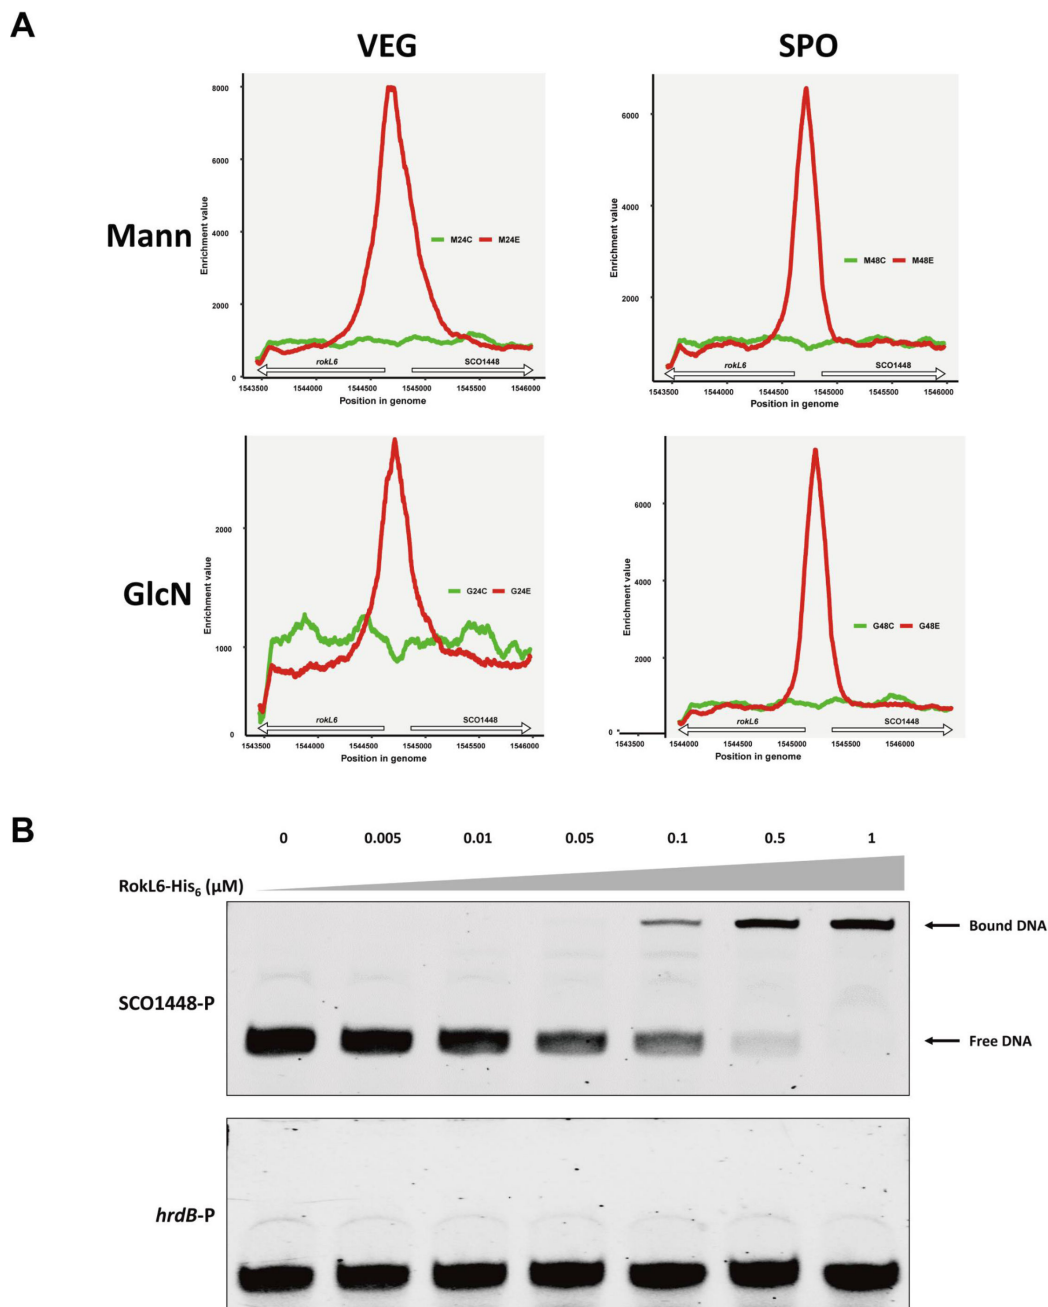 A
VEG
SPO
Mann
Enrichment value
8000
6000
4000
2000
0
M24C M24E
rokL6
SCO1448
1543500 1544000 1544500 1545000 1545500 1546000
Position in genome
Enrichment value
6000
4000
2000
M48C M48E
rokL6
SCO1448
1543500 1544000 1544500 1545000 1545500 1546000
Position in genome
GlcN
Enrichment value
2000
1000
0
G24C G24E
rokL6
SCO1448
1543500 1544000 1544500 1545000 1545500 1546000
Position in genome
Enrichment value
6000
4000
2000
0
G48C G48E
rokL6
SCO1448
1543500 1544000 1544500 1545000 1545500 1546000
Position in genome
B
0 0.005 0.01 0.05 0.1 0.5 1
RokL6-His6 (μM)
Bound DNA
SCO1448-P
Free DNA
hrdB-P